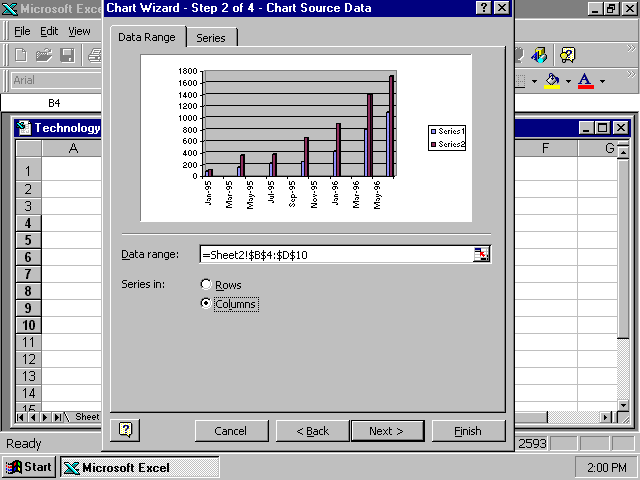 Microsoft Excel
Chart Wizard - Step 2 of 4 - Chart Source Data
File Edit View
Data Range Series
Arial
B4
Technology
A F G
1
2
3
4
5
6
7
8
9
10
11
12
13
14
15
1800
1600
1400
1200
1000
800
600
400
200
0
Jan-95 Mar-95 May-95 Jul-95 Sep-95 Nov-95 Jan-96 Mar-96 May-96
Series1
Series2
Data range: =Sheet2!$B$4:$D$10
Series in: Rows
Columns
Sheet
Cancel < Back Next > Finish
Ready 2593
Start Microsoft Excel 2:00 PM